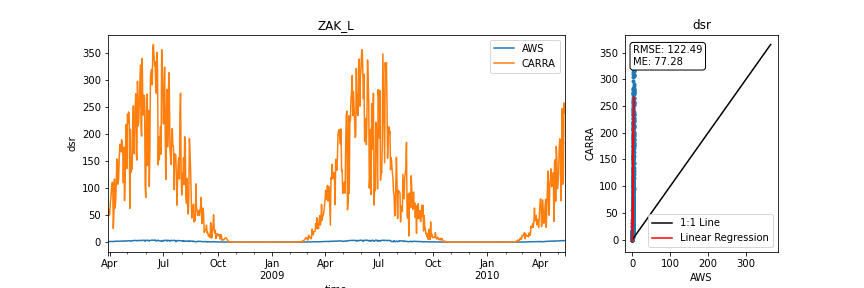 ZAK_L
dsr
350
300
250
200
150
100
50
0
dsr
AWS
CARRA
Apr
Jul
Oct
Jan
2009
Apr
Jul
Oct
Jan
2010
Apr
time
dsr
RMSE: 122.49
ME: 77.28
350
300
250
200
150
100
50
0
CARRA
1:1 Line
Linear Regression
0
100
200
300
AWS